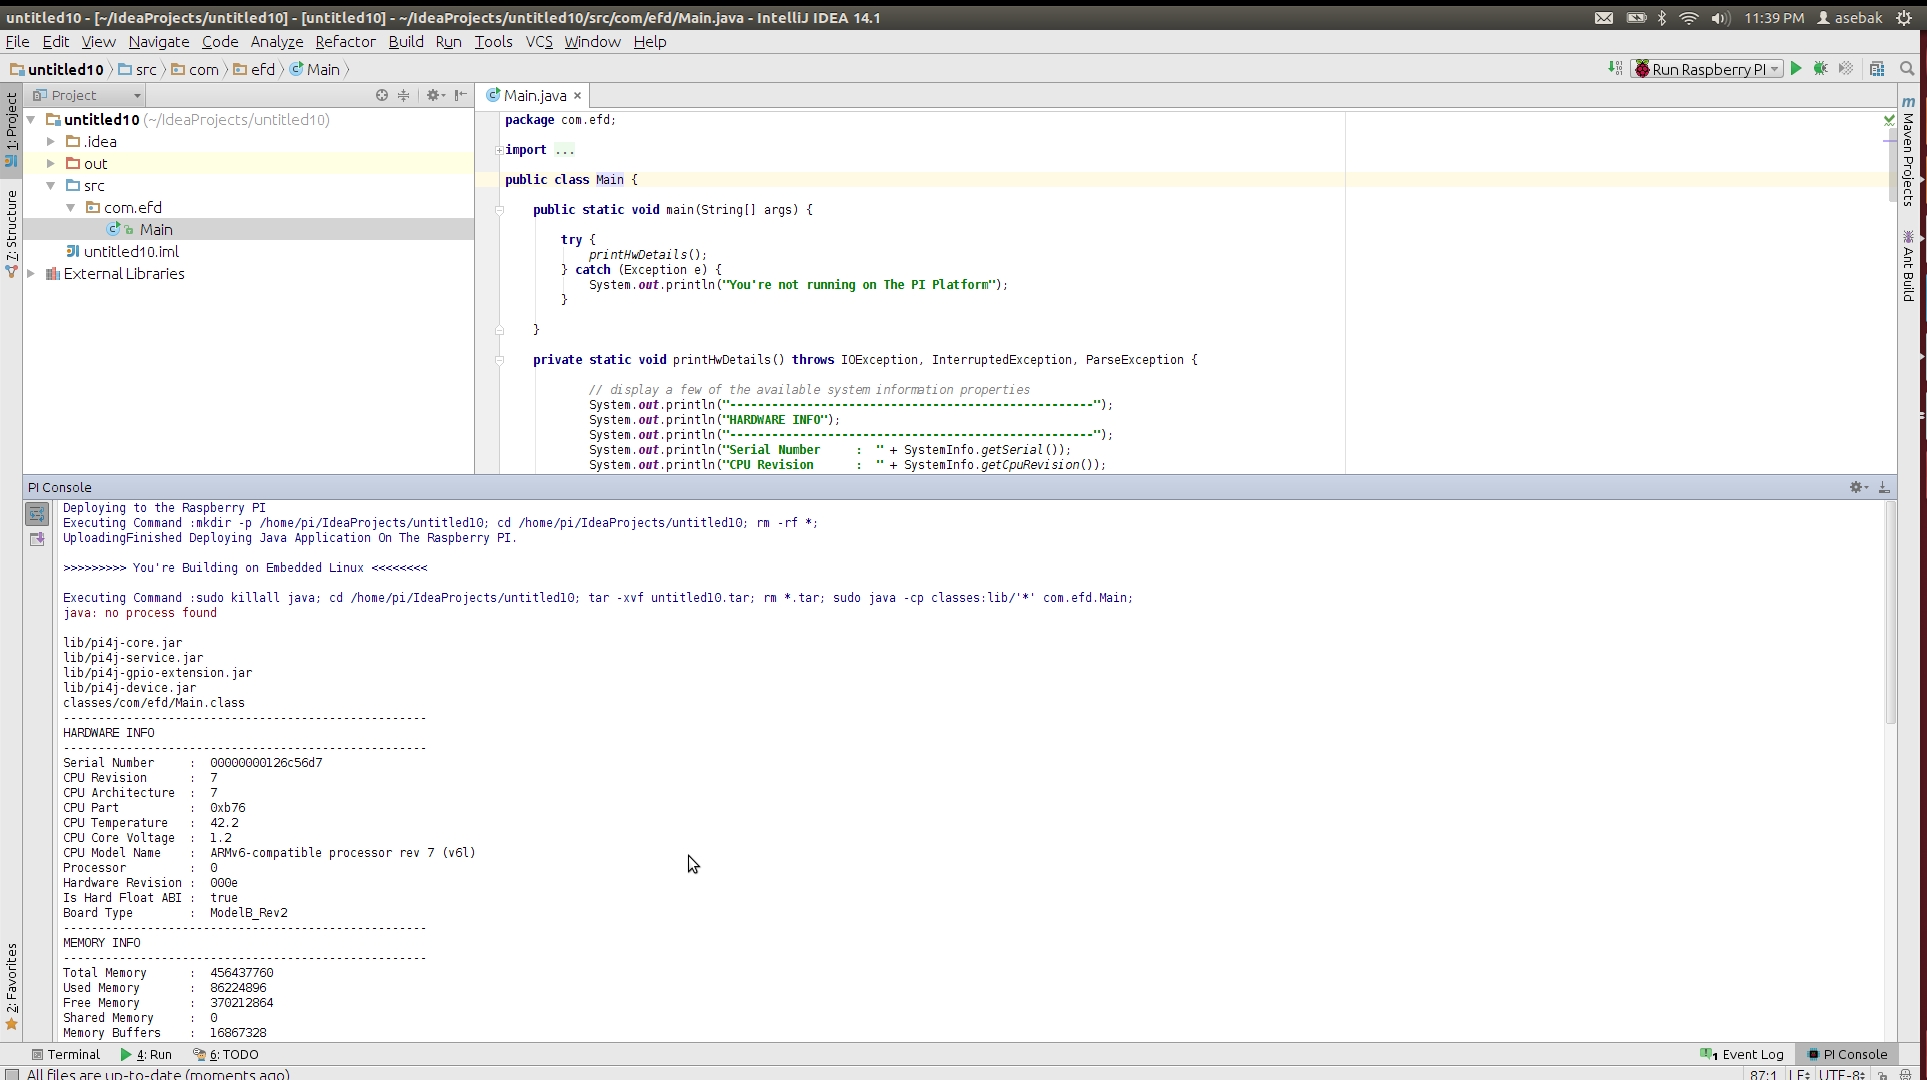 untitled10 - [~/IdeaProjects/untitled10] - [untitled10] - ~/IdeaProjects/untitled10/src/com/efd/Main.java - IntelliJ IDEA 14.1
11:39 PM asebak
File Edit View Navigate Code Analyze Refactor Build Run Tools VCS Window Help
untitled10 src com efd Main
Run Raspberry PI
Project
Main.java
1: Project
7: Structure
2: Favorites
untitled10 (~/IdeaProjects/untitled10)
.idea
out
src
com.efd
Main
untitled10.iml
External Libraries
package com.efd;
import ...
public class Main {
public static void main(String[] args) {
try {
printHwDetails();
} catch (Exception e) {
System.out.println("You're not running on The PI Platform");
}
}
private static void printHwDetails() throws IOException, InterruptedException, ParseException {
// display a few of the available system information properties
System.out.println("----------------------------------------------------");
System.out.println("HARDWARE INFO");
System.out.println("----------------------------------------------------");
System.out.println("Serial Number     :  " + SystemInfo.getSerial());
System.out.println("CPU Revision      :  " + SystemInfo.getCpuRevision());
m
Maven Projects
Ant Build
PI Console
Deploying to the Raspberry PI
Executing Command :mkdir -p /home/pi/IdeaProjects/untitled10; cd /home/pi/IdeaProjects/untitled10; rm -rf *;
UploadingFinished Deploying Java Application On The Raspberry PI.
>>>>>>>>> You're Building on Embedded Linux <<<<<<<<
Executing Command :sudo killall java; cd /home/pi/IdeaProjects/untitled10; tar -xvf untitled10.tar; rm *.tar; sudo java -cp classes:lib/'*' com.efd.Main;
java: no process found
lib/pi4j-core.jar
lib/pi4j-service.jar
lib/pi4j-gpio-extension.jar
lib/pi4j-device.jar
classes/com/efd/Main.class
----------------------------------------------------
HARDWARE INFO
----------------------------------------------------
Serial Number     :  00000000126c56d7
CPU Revision      :  7
CPU Architecture  :  7
CPU Part          :  0xb76
CPU Temperature   :  42.2
CPU Core Voltage  :  1.2
CPU Model Name    :  ARMv6-compatible processor rev 7 (v6l)
Processor         :  0
Hardware Revision :  000e
Is Hard Float ABI :  true
Board Type        :  ModelB_Rev2
----------------------------------------------------
MEMORY INFO
----------------------------------------------------
Total Memory      :  456437760
Used Memory       :  86224896
Free Memory       :  370212864
Shared Memory     :  0
Memory Buffers    :  16867328
Terminal 4: Run 6: TODO
1 Event Log PI Console
All files are up-to-date (moments ago)
87:1 LF UTF-8